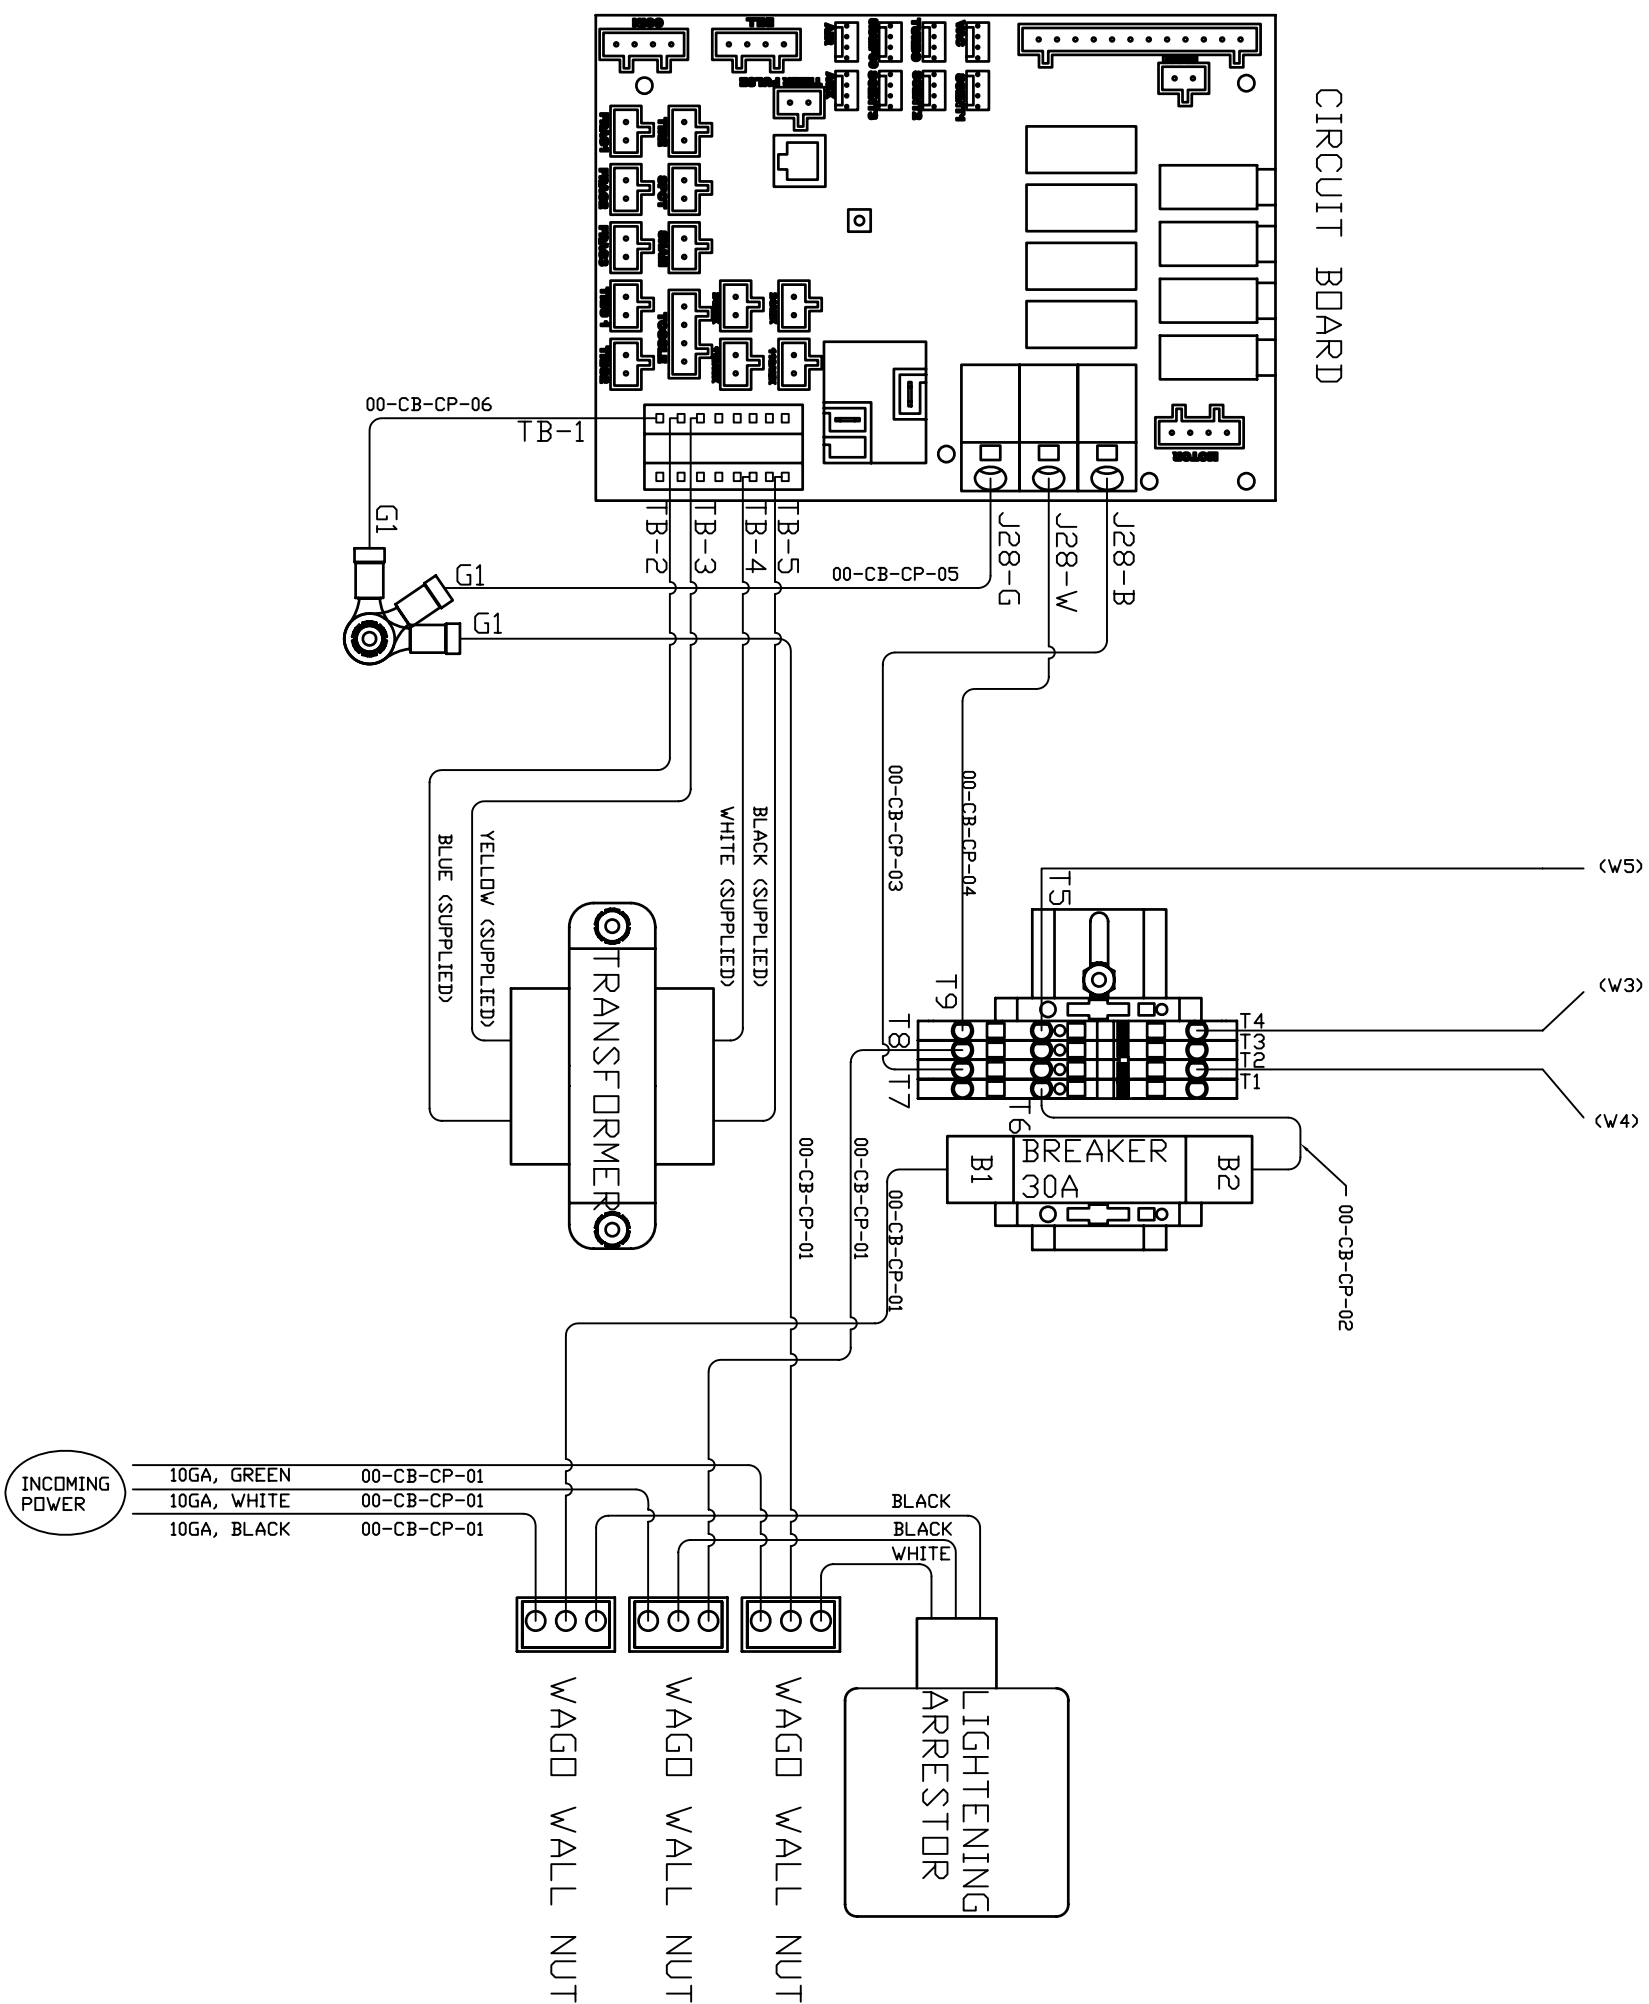 COIN
CIRCUIT BOARD
TOGGLE
MOTOR
00-CB-CP-06
TB-1
TB-2
TB-3
TB-4
TB-5
J28-G
J28-W
J28-B
G1
G1
G1
00-CB-CP-05
00-CB-CP-03
00-CB-CP-04
BLUE (SUPPLIED)
YELLOW (SUPPLIED)
WHITE (SUPPLIED)
BLACK (SUPPLIED)
TRANSFORMER
(W5)
(W3)
(W4)
T5
T9
T8
T7
T4
T3
T2
T1
T6
B1
BREAKER
30A
B2
00-CB-CP-01
00-CB-CP-01
00-CB-CP-01
00-CB-CP-02
INCOMING
POWER
10GA, GREEN 00-CB-CP-01
10GA, WHITE 00-CB-CP-01
10GA, BLACK 00-CB-CP-01
BLACK
BLACK
WHITE
WAGO WALL NUT
WAGO WALL NUT
WAGO WALL NUT
LIGHTENING
ARRESTOR